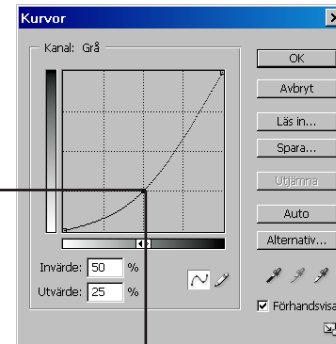 Kurvor
Kanal: Grå
OK
Avbryt
Läs in...
Spara...
Utjämna
Auto
Alternativ...
Invärde: 50 %
Utvärde: 25 %
Förhandsvisa